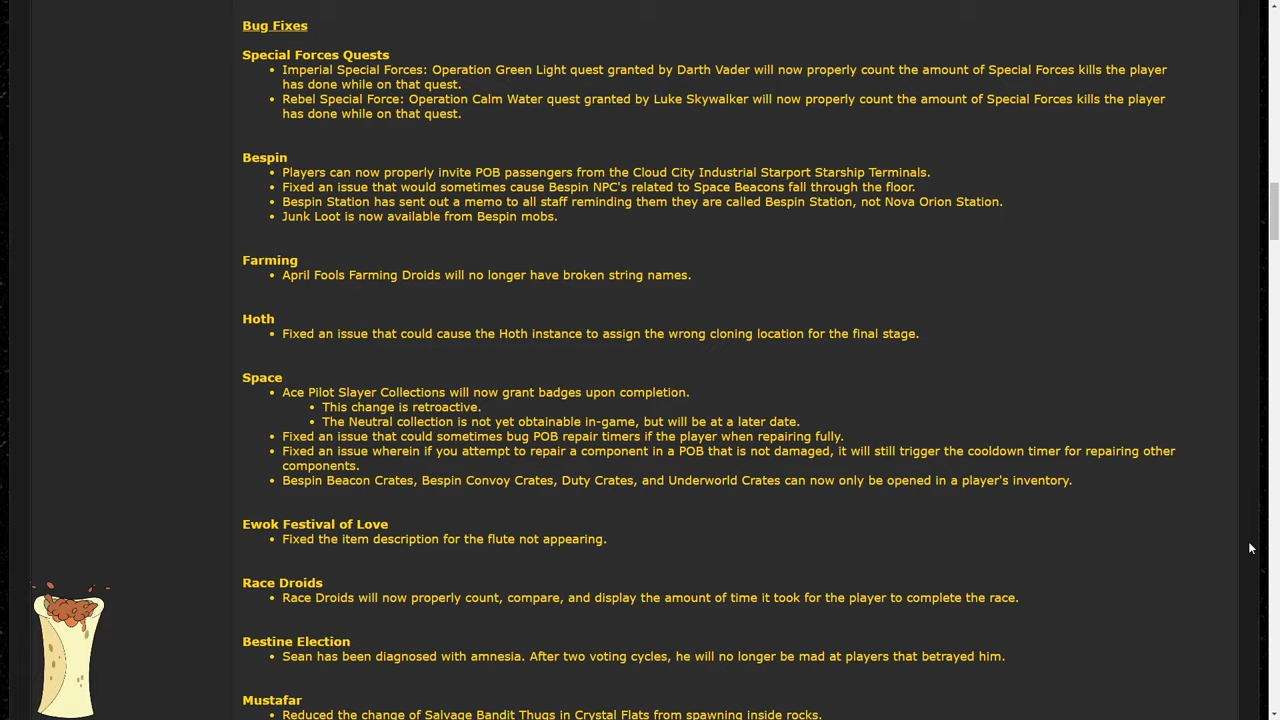 Bug Fixes
Special Forces Quests
Imperial Special Forces: Operation Green Light quest granted by Darth Vader will now properly count the amount of Special Forces kills the player
has done while on that quest.
Rebel Special Force: Operation Calm Water quest granted by Luke Skywalker will now properly count the amount of Special Forces kills the player
has done while on that quest.
Bespin
Players can now properly invite POB passengers from the Cloud City Industrial Starport Starship Terminals.
Fixed an issue that would sometimes cause Bespin NPC's related to Space Beacons fall through the floor.
Bespin Station has sent out a memo to all staff reminding them they are called Bespin Station, not Nova Orion Station.
Junk Loot is now available from Bespin mobs.
Farming
April Fools Farming Droids will no longer have broken string names.
Hoth
Fixed an issue that could cause the Hoth instance to assign the wrong cloning location for the final stage.
Space
Ace Pilot Slayer Collections will now grant badges upon completion.
This change is retroactive.
The Neutral collection is not yet obtainable in-game, but will be at a later date.
Fixed an issue that could sometimes bug POB repair timers if the player when repairing fully.
Fixed an issue wherein if you attempt to repair a component in a POB that is not damaged, it will still trigger the cooldown timer for repairing other
components.
Bespin Beacon Crates, Bespin Convoy Crates, Duty Crates, and Underworld Crates can now only be opened in a player's inventory.
Ewok Festival of Love
Fixed the item description for the flute not appearing.
Race Droids
Race Droids will now properly count, compare, and display the amount of time it took for the player to complete the race.
Bestine Election
Sean has been diagnosed with amnesia. After two voting cycles, he will no longer be mad at players that betrayed him.
Mustafar
Reduced the change of Salvage Bandit Thugs in Crystal Flats from spawning inside rocks.